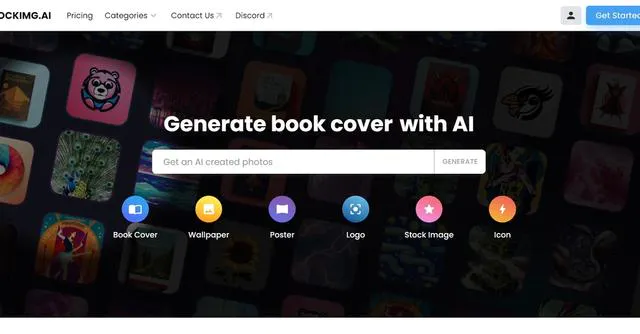 OCKIMG.AI
Pricing
Categories
Contact Us
Discord
Get Starte
Generate book cover with AI
Get an AI created photos
GENERATE
Book Cover
Wallpaper
Poster
Logo
Stock Image
Icon